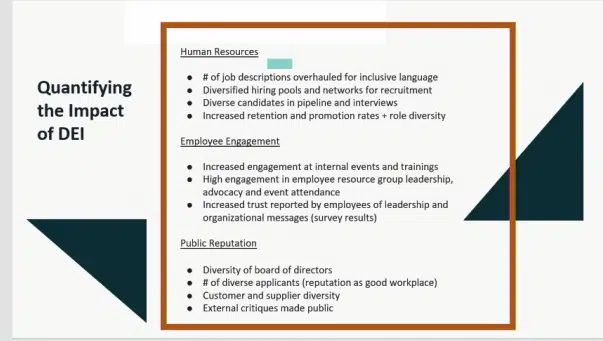 Quantifying
the Impact
of DEI
Human Resources
● # of job descriptions overhauled for inclusive language
● Diversified hiring pools and networks for recruitment
● Diverse candidates in pipeline and interviews
● Increased retention and promotion rates + role diversity
Employee Engagement
● Increased engagement at internal events and trainings
● High engagement in employee resource group leadership,
advocacy and event attendance
● Increased trust reported by employees of leadership and
organizational messages (survey results)
Public Reputation
● Diversity of board of directors
● # of diverse applicants (reputation as good workplace)
● Customer and supplier diversity
● External critiques made public